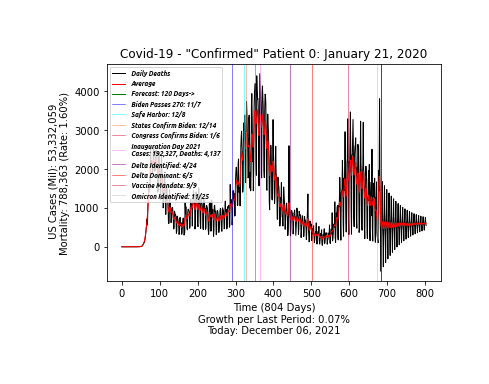 Covid-19 - "Confirmed" Patient 0: January 21, 2020
US Cases (Mil): 53,332,059
Mortality: 788,363 (Rate: 1.60%)
4000
3000
2000
1000
0
Daily Deaths
Average
Forecast: 120 Days->
Biden Passes 270: 11/7
Safe Harbor: 12/8
States Confirm Biden: 12/14
Congress Confirms Biden: 1/6
Inauguration Day 2021
Cases: 192,327, Deaths: 4,137
Delta Identified: 4/24
Delta Dominant: 6/5
Vaccine Mandate: 9/9
Omicron Identified: 11/25
0 100 200 300 400 500 600 700 800
Time (804 Days)
Growth per Last Period: 0.07%
Today: December 06, 2021